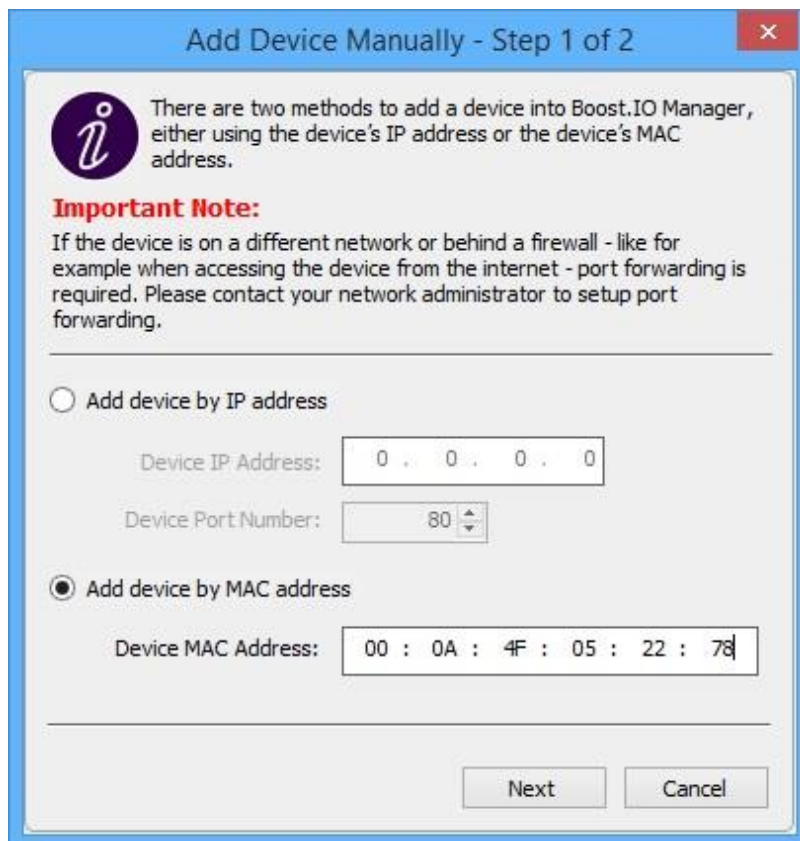 Add Device Manually - Step 1 of 2
There are two methods to add a device into Boost.IO Manager,
either using the device's IP address or the device's MAC
address.
Important Note:
If the device is on a different network or behind a firewall - like for
example when accessing the device from the internet - port forwarding is
required. Please contact your network administrator to setup port
forwarding.
Add device by IP address
Device IP Address: 0 . 0 . 0 . 0
Device Port Number: 80
Add device by MAC address
Device MAC Address: 00 : 0A : 4F : 05 : 22 : 78
Next Cancel